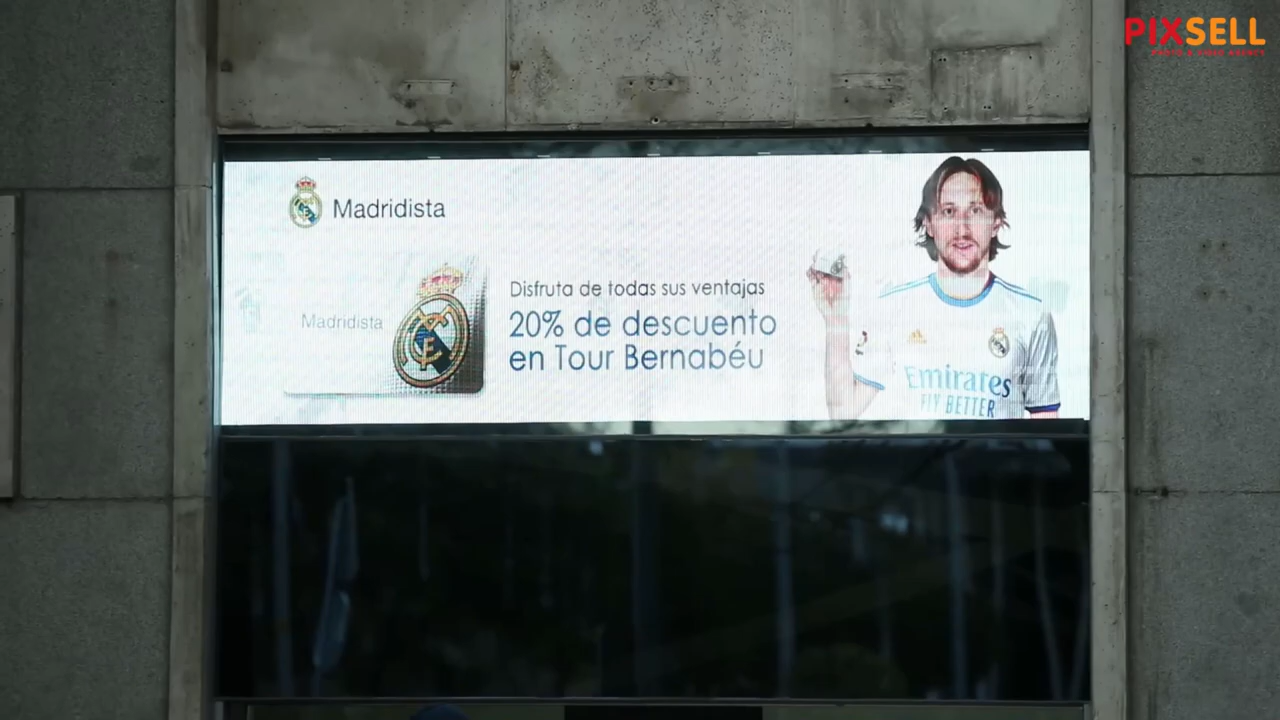 PIXSELL
Madridista
Madridista
Disfruta de todas sus ventajas
20% de descuento
en Tour Bernabéu
Emirates
FLY BETTER